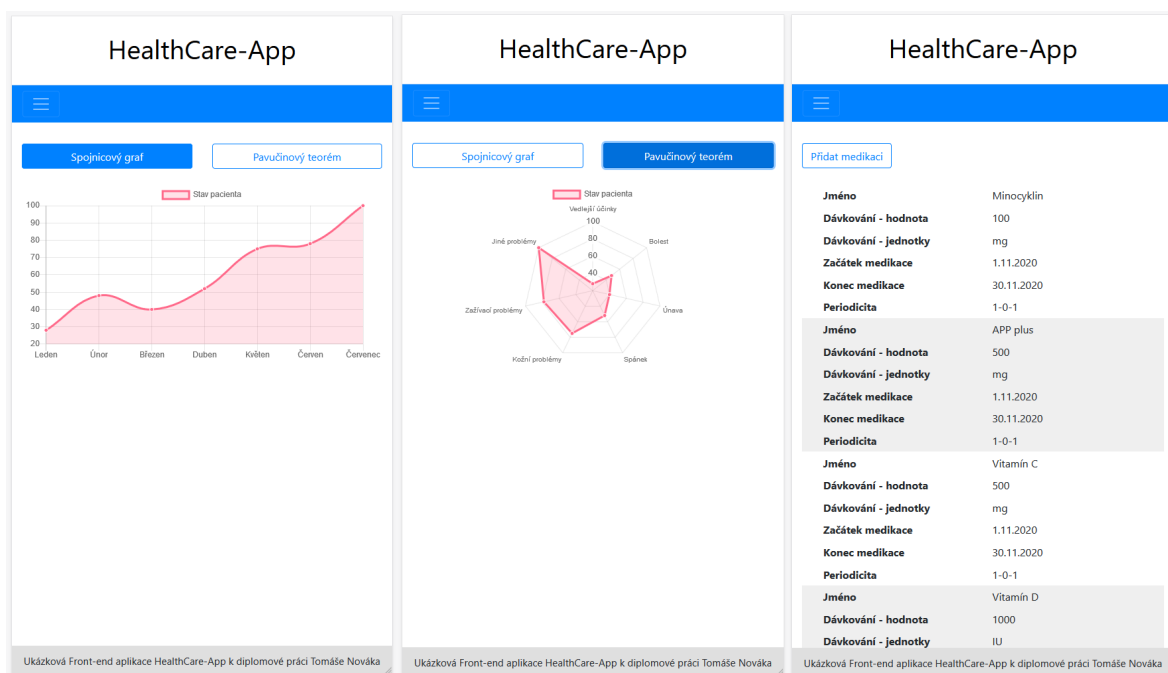 HealthCare-App
Spojnicový graf Pavučinový teorém
Stav pacienta
100
90
80
70
60
50
40
30
20
Leden Únor Březen Duben Květen Červen Červenec
Ukázková Front-end aplikace HealthCare-App k diplomové práci Tomáše Nováka
HealthCare-App
Spojnicový graf Pavučinový teorém
Stav pacienta
Vedlejší účinky
100
Jiné problémy Bolest
80
60
40
Zažívací problémy Únava
Kožní problémy Spánek
Ukázková Front-end aplikace HealthCare-App k diplomové práci Tomáše Nováka
HealthCare-App
Přidat medikaci
Jméno Minocyklin
Dávkování - hodnota 100
Dávkování - jednotky mg
Začátek medikace 1.11.2020
Konec medikace 30.11.2020
Periodicita 1-0-1
Jméno APP plus
Dávkování - hodnota 500
Dávkování - jednotky mg
Začátek medikace 1.11.2020
Konec medikace 30.11.2020
Periodicita 1-0-1
Jméno Vitamín C
Dávkování - hodnota 500
Dávkování - jednotky mg
Začátek medikace 1.11.2020
Konec medikace 30.11.2020
Periodicita 1-0-1
Jméno Vitamín D
Dávkování - hodnota 1000
Dávkování - jednotky IU
Ukázková Front-end aplikace HealthCare-App k diplomové práci Tomáše Nováka